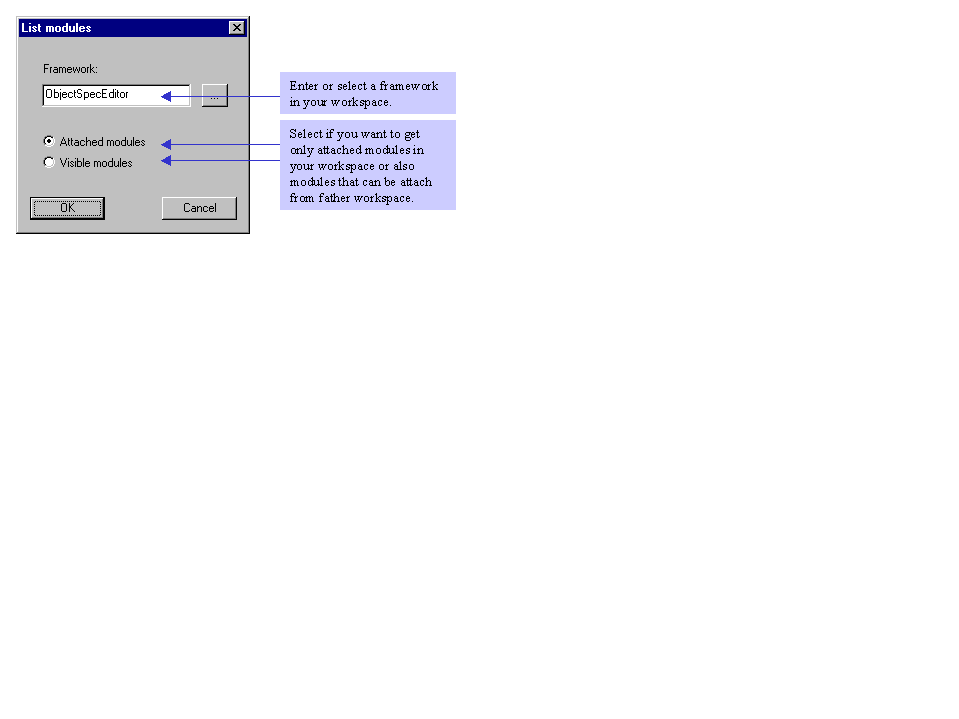 List modules
Framework:
ObjectSpecEditor
...
Enter or select a framework
in your workspace.
Attached modules
Visible modules
Select if you want to get
only attached modules in
your workspace or also
modules that can be attach
from father workspace.
OK
Cancel